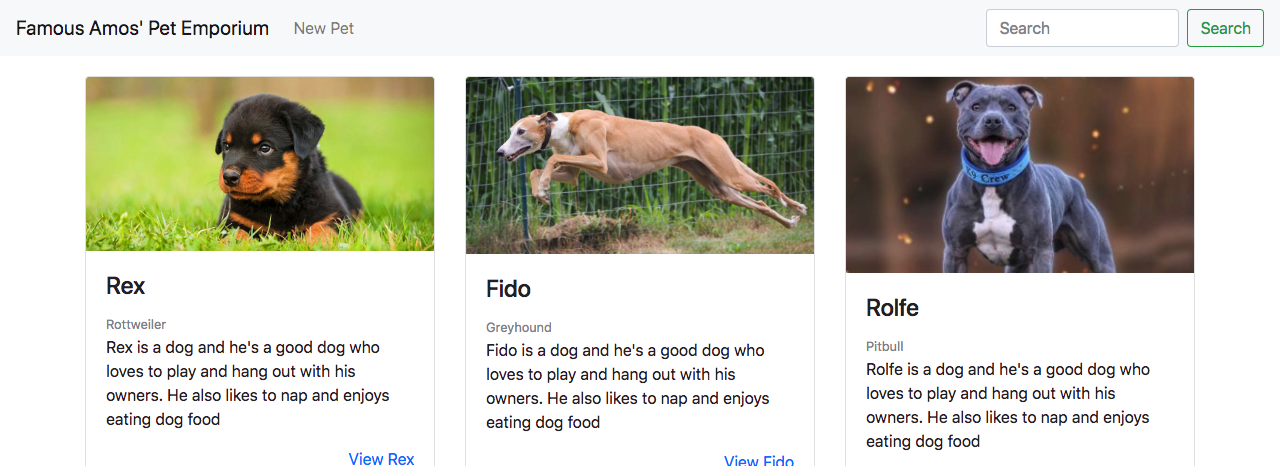 Famous Amos' Pet Emporium New Pet Search Search
K9 Crew
Rex
Rottweiler
Rex is a dog and he's a good dog who
loves to play and hang out with his
owners. He also likes to nap and enjoys
eating dog food
View Rex
Fido
Greyhound
Fido is a dog and he's a good dog who
loves to play and hang out with his
owners. He also likes to nap and enjoys
eating dog food
View Fido
Rolfe
Pitbull
Rolfe is a dog and he's a good dog who
loves to play and hang out with his
owners. He also likes to nap and enjoys
eating dog food